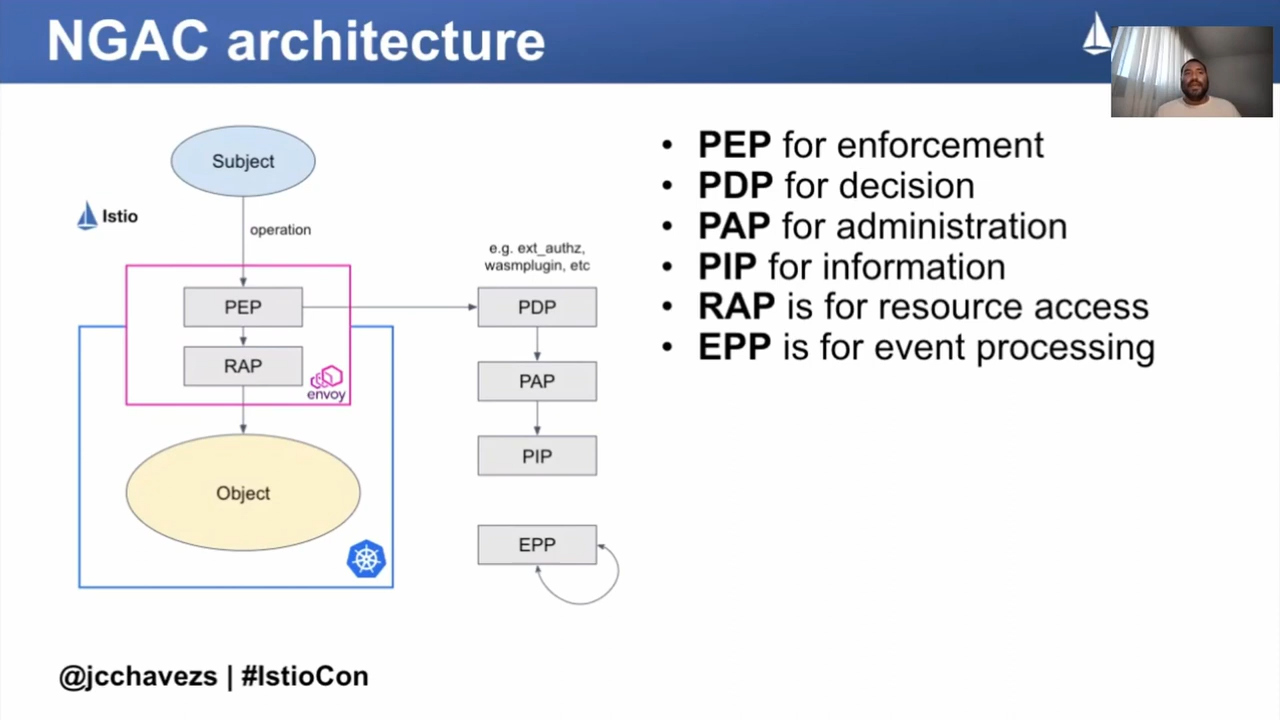 NGAC architecture
Subject
Istio
operation
e.g. ext_authz,
wasmplugin, etc
PEP
PDP
RAP
envoy
PAP
Object
PIP
EPP
• PEP for enforcement
• PDP for decision
• PAP for administration
• PIP for information
• RAP is for resource access
• EPP is for event processing
@jcchavezs | #IstioCon